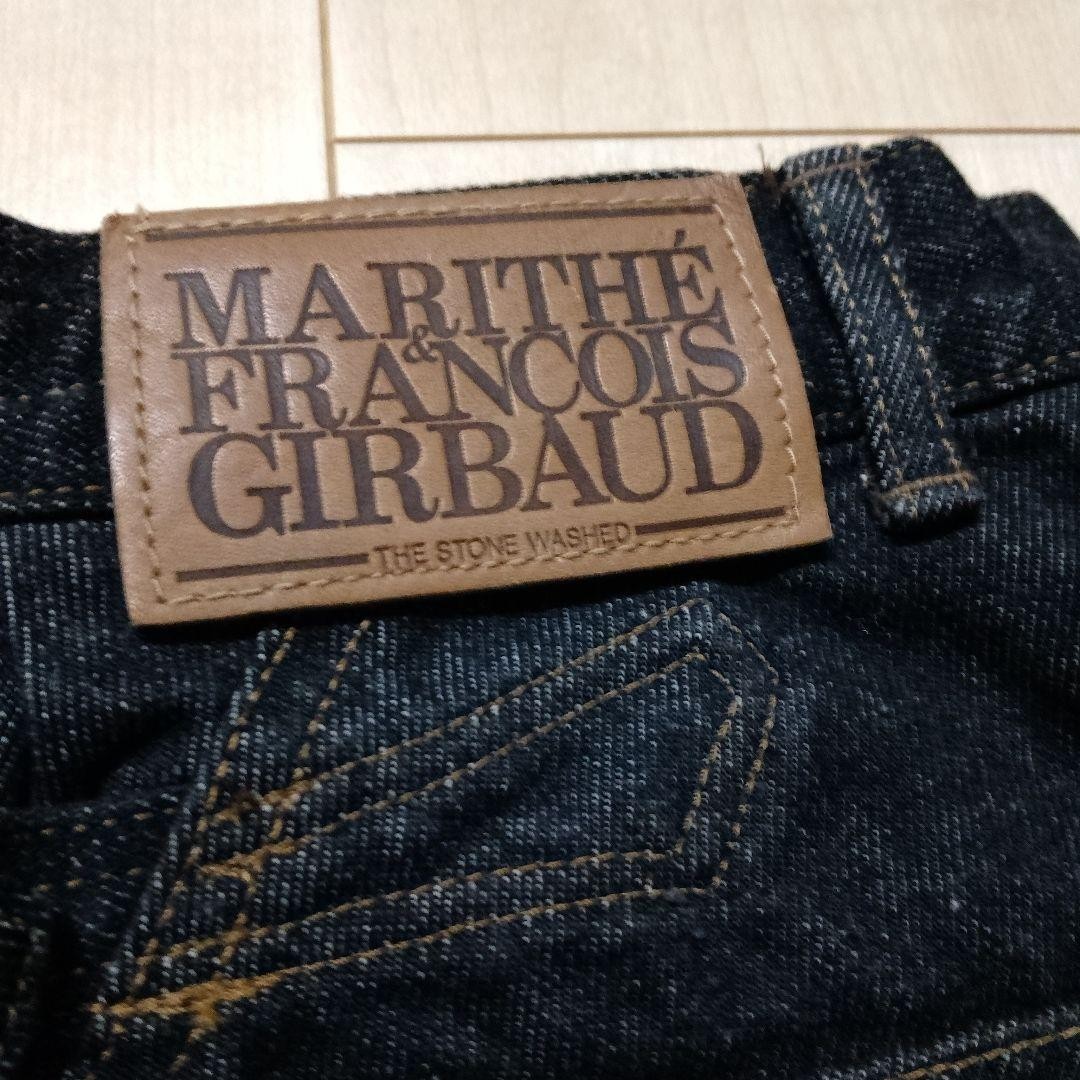 MARITHÉ
& FRANCOIS
GIRBAUD
THE STONE WASHED